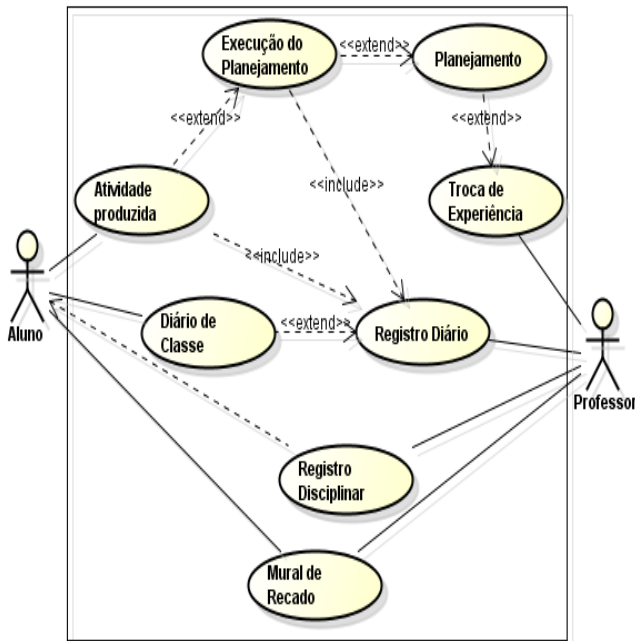 Execução do
Planejamento
<<extend>>
Planejamento
<<extend>>
<<extend>>
Atividade
produzida
<<include>>
Troca de
Experiência
<<include>>
Aluno
Diário de
Classe
<<extend>>
Registro Diário
Professor
Registro
Disciplinar
Mural de
Recado